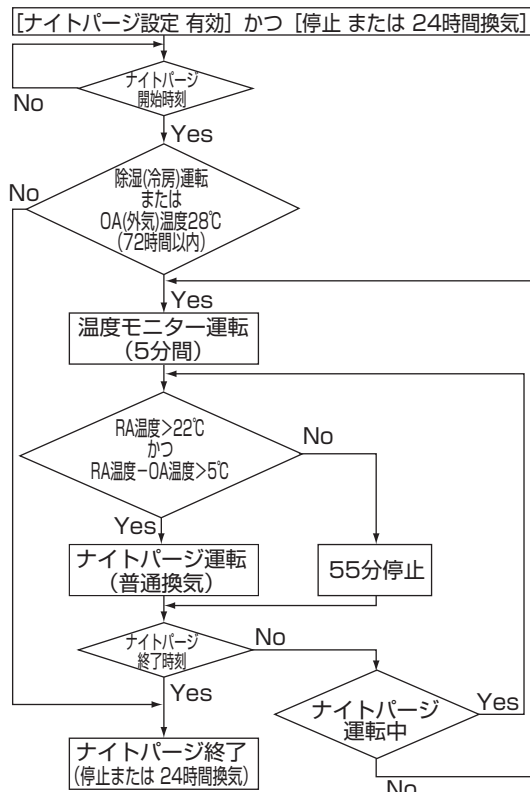 [ナイトパージ設定 有効] かつ [停止 または 24時間換気]
ナイトパージ
開始時刻
No
Yes
除湿(冷房)運転
または
OA(外気)温度28℃
(72時間以内)
No
Yes
温度モニター運転
(5分間)
RA温度>22℃
かつ
RA温度-OA温度>5℃
No
Yes
ナイトパージ運転
(普通換気)
55分停止
ナイトパージ
終了時刻
No
Yes
ナイトパージ
運転中
Yes
No
ナイトパージ終了
(停止または 24時間換気)